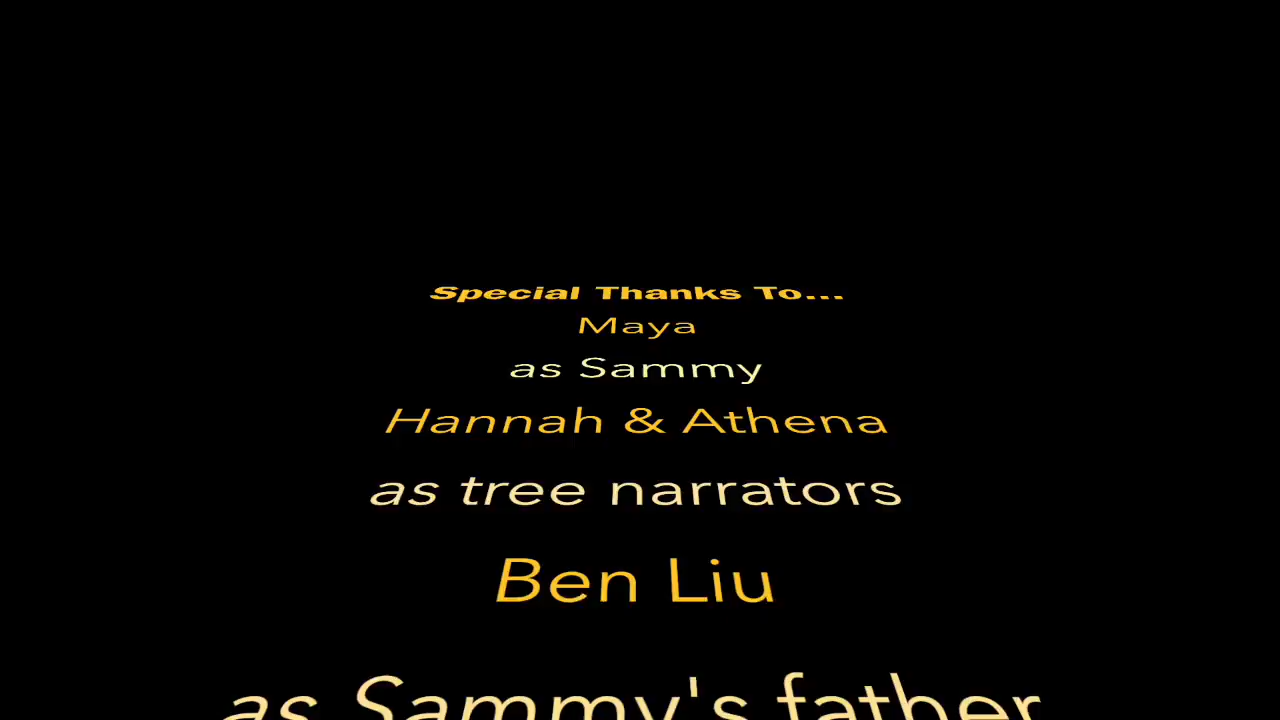 Special Thanks To...
Maya
as Sammy
Hannah & Athena
as tree narrators
Ben Liu
as Sammy's father